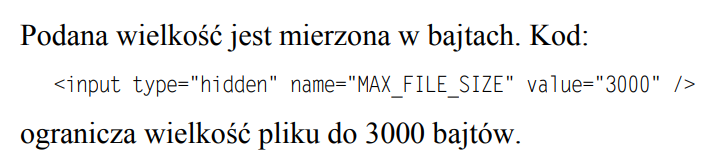 Podana wielkość jest mierzona w bajtach. Kod:
<input type="hidden" name="MAX_FILE_SIZE" value="3000" />
ogranicza wielkość pliku do 3000 bajtów.